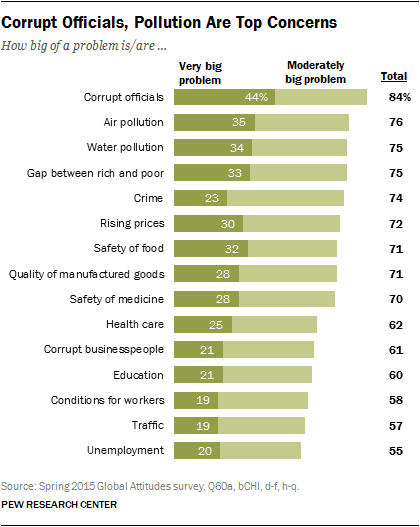 Corrupt Officials, Pollution Are Top Concerns
How big of a problem is/are ...
Very big problem Moderately big problem Total
Corrupt officials 44% 84%
Air pollution 35 76
Water pollution 34 75
Gap between rich and poor 33 75
Crime 23 74
Rising prices 30 72
Safety of food 32 71
Quality of manufactured goods 28 71
Safety of medicine 28 70
Health care 25 62
Corrupt businesspeople 21 61
Education 21 60
Conditions for workers 19 58
Traffic 19 57
Unemployment 20 55
Source: Spring 2015 Global Attitudes survey. Q60a, bCHI, d-f, h-q.
PEW RESEARCH CENTER